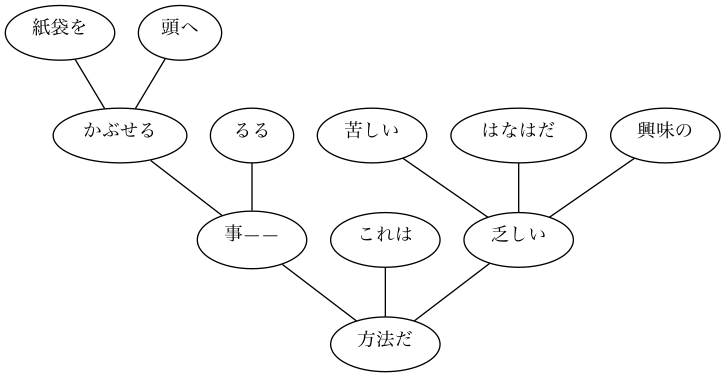 紙袋を 頭へ
かぶせる るる 苦しい はなはだ 興味の
事―― これは 乏しい
方法だ